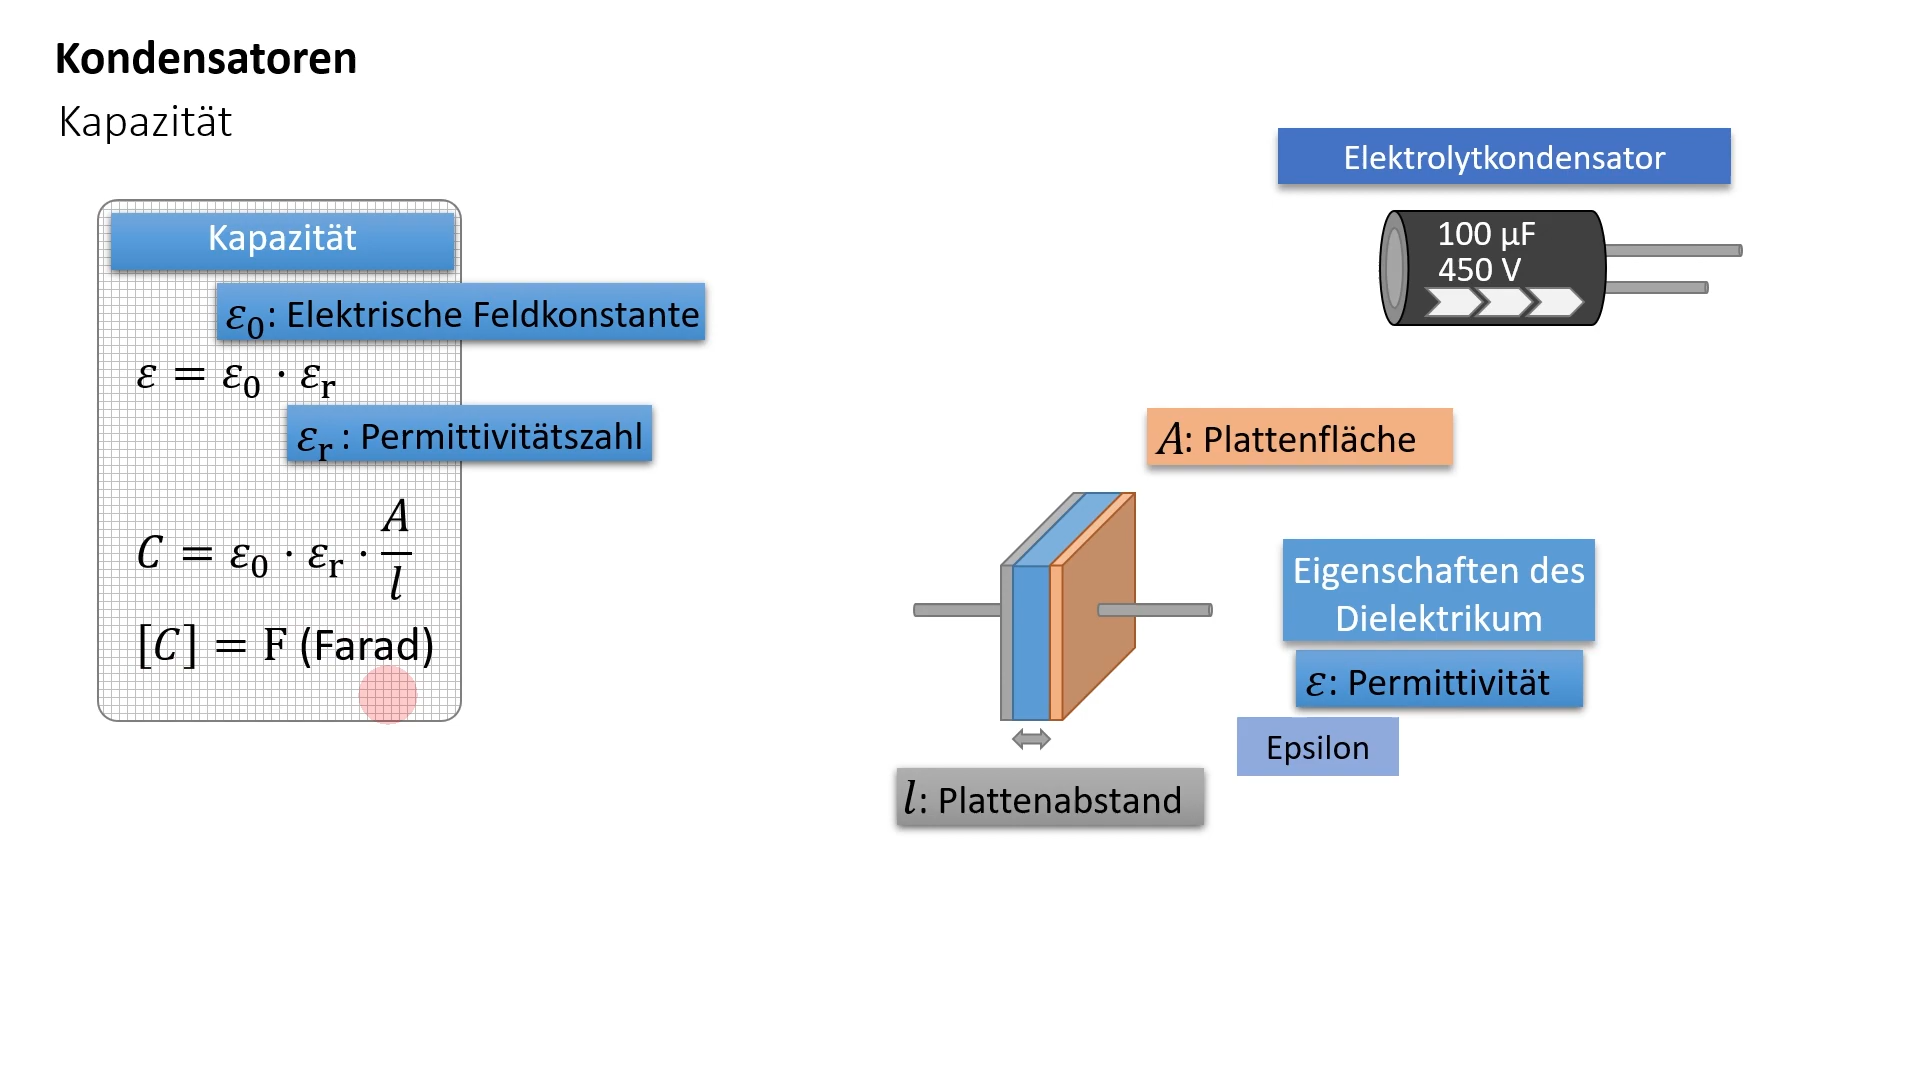 Kondensatoren
Kapazität
Elektrolytkondensator
100 µF
450 V
Kapazität
ε₀: Elektrische Feldkonstante
ε = ε₀ · εᵣ
εᵣ : Permittivitätszahl
C = ε₀ · εᵣ · A/l
[C] = F (Farad)
A: Plattenfläche
Eigenschaften des
Dielektrikum
ε: Permittivität
Epsilon
l: Plattenabstand